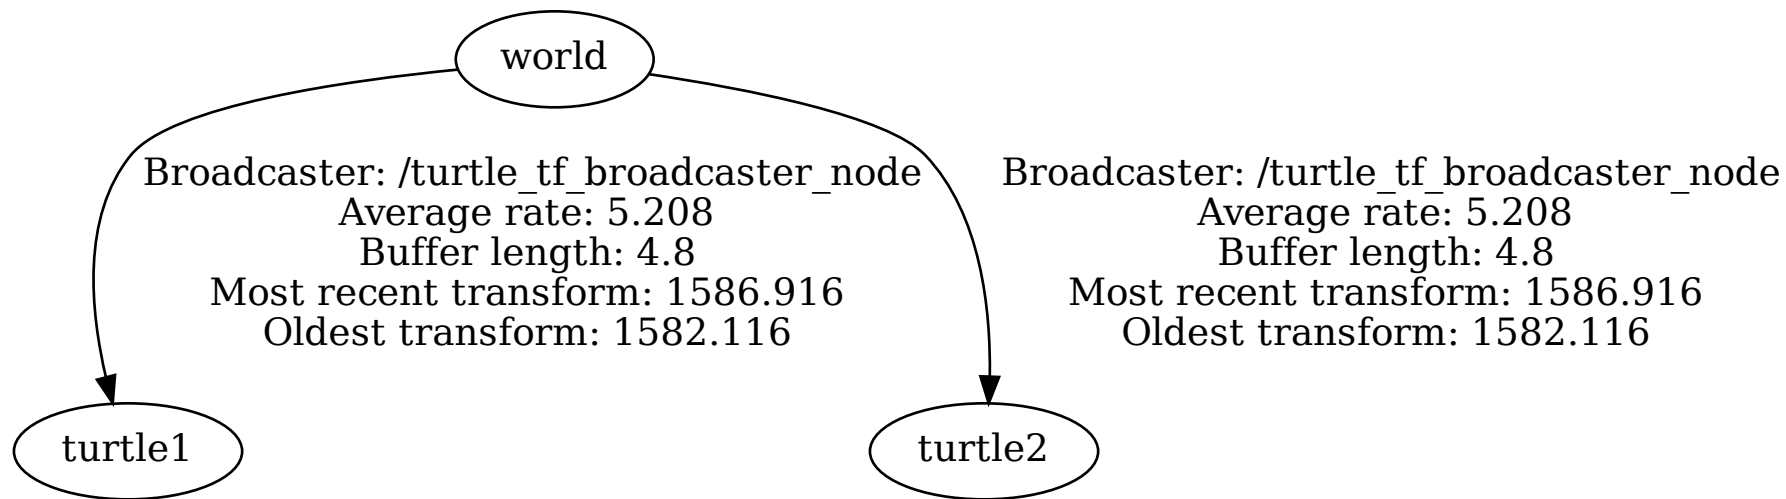 world
Broadcaster: /turtle_tf_broadcaster_node
Average rate: 5.208
Buffer length: 4.8
Most recent transform: 1586.916
Oldest transform: 1582.116
Broadcaster: /turtle_tf_broadcaster_node
Average rate: 5.208
Buffer length: 4.8
Most recent transform: 1586.916
Oldest transform: 1582.116
turtle1
turtle2